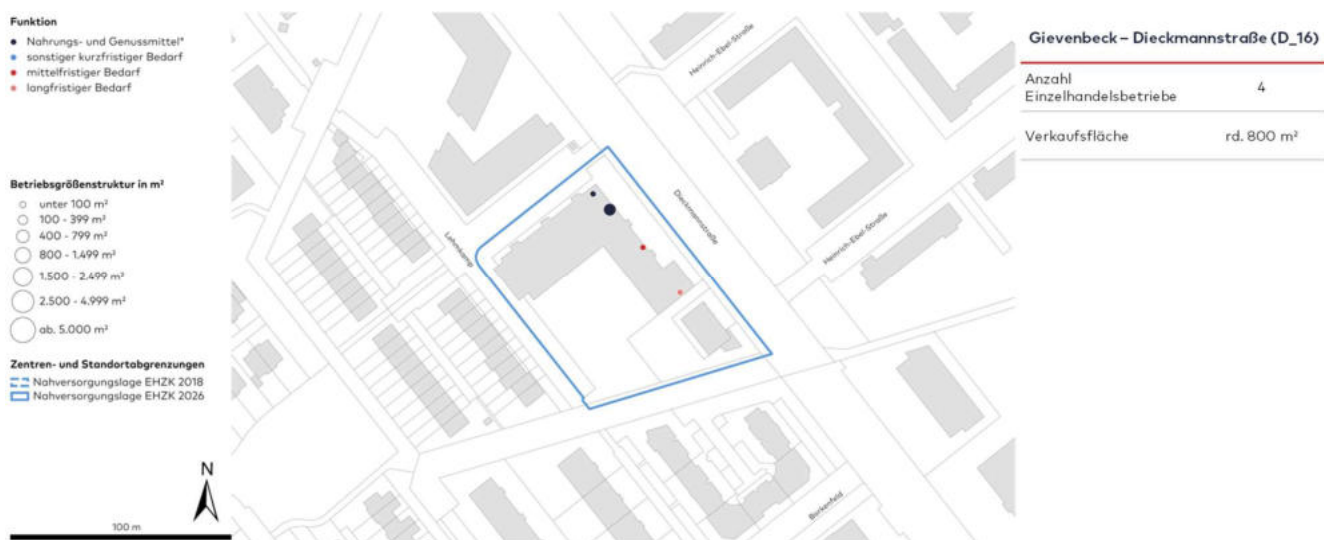 Funktion
Nahrungs- und Genussmittel*
sonstiger kurzfristiger Bedarf
mittelfristiger Bedarf
langfristiger Bedarf
Betriebsgrößenstruktur in m²
unter 100 m²
100 - 399 m²
400 - 799 m²
800 - 1.499 m²
1.500 - 2.499 m²
2.500 - 4.999 m²
ab. 5.000 m²
Zentren- und Standortabgrenzungen
Nahversorgungslage EHZK 2018
Nahversorgungslage EHZK 2026
N
100 m
Heinrich-Ebel-Straße
Dieckmannstraße
Lehmkamp
Heinrich-Ebel-Straße
Borkenfeld
Gievenbeck – Dieckmannstraße (D_16)
Anzahl
Einzelhandelsbetriebe 4
Verkaufsfläche rd. 800 m²